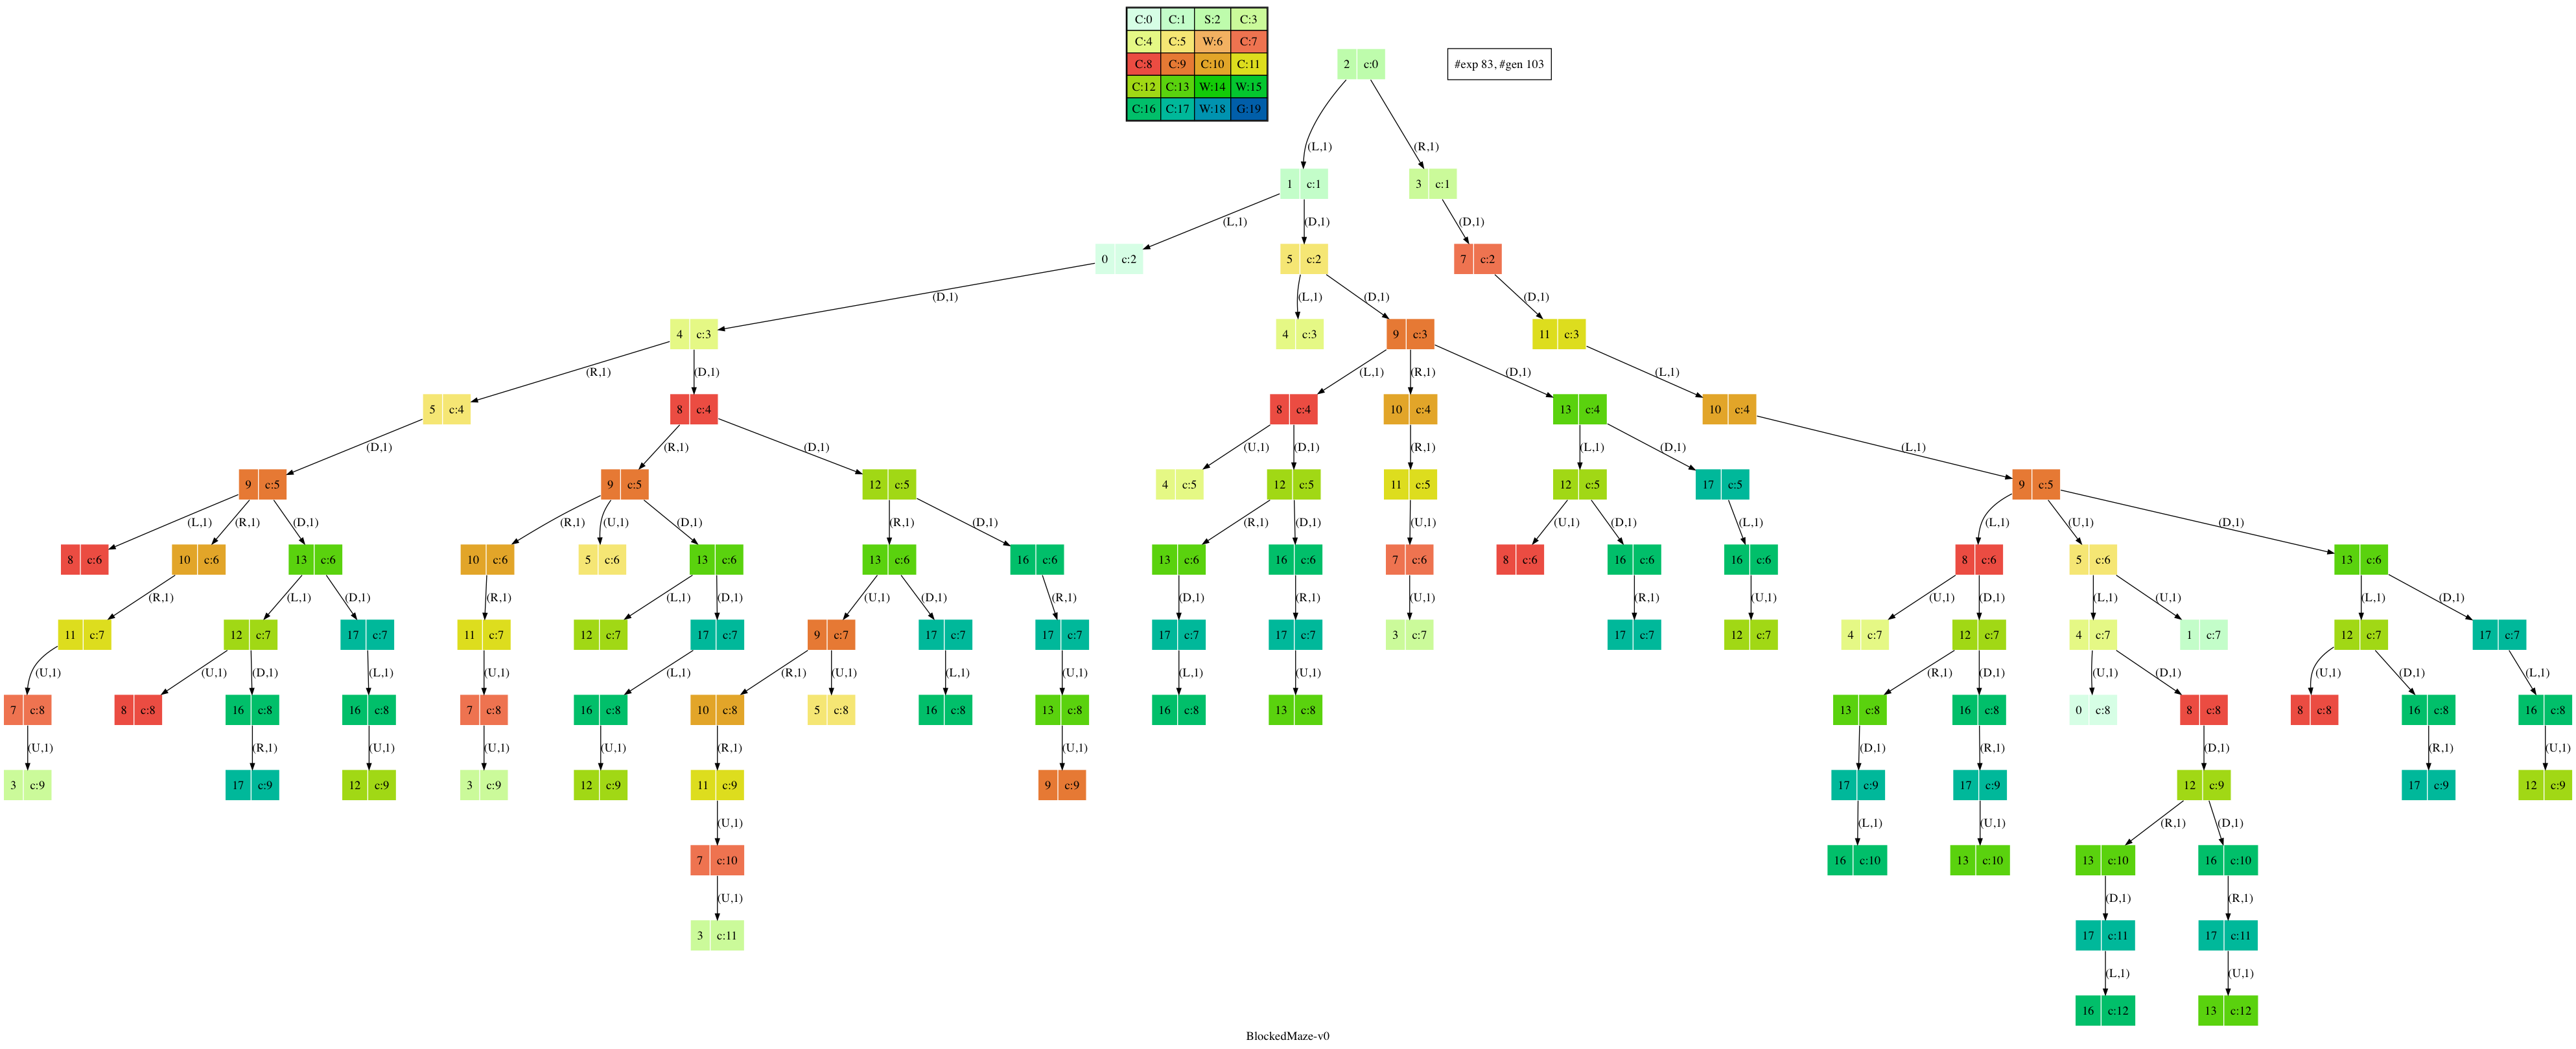 C:0 C:1 S:2 C:3
C:4 C:5 W:6 C:7
2 c:0 #exp 83, #gen 103
C:8 C:9 C:10 C:11
C:12 C:13 W:14 W:15
C:16 C:17 W:18 G:19
(L,1) (R,1)
1 c:1 3 c:1
(L,1) (D,1) (D,1)
0 c:2 5 c:2 7 c:2
(D,1) (L,1) (D,1) (D,1)
4 c:3 4 c:3 9 c:3 11 c:3
(R,1) (D,1) (L,1) (R,1) (D,1) (L,1)
5 c:4 8 c:4 8 c:4 10 c:4 13 c:4 10 c:4
(D,1) (R,1) (D,1) (U,1) (D,1) (R,1) (L,1) (D,1) (L,1)
9 c:5 9 c:5 12 c:5 4 c:5 12 c:5 11 c:5 12 c:5 17 c:5 9 c:5
(L,1) (R,1) (D,1) (R,1) (U,1) (D,1) (R,1) (D,1) (R,1) (D,1) (U,1) (U,1) (D,1) (L,1) (L,1) (U,1) (D,1)
8 c:6 10 c:6 13 c:6 10 c:6 5 c:6 13 c:6 13 c:6 16 c:6 13 c:6 16 c:6 7 c:6 8 c:6 16 c:6 16 c:6 8 c:6 5 c:6 13 c:6
(R,1) (L,1) (D,1) (R,1) (L,1) (D,1) (U,1) (D,1) (R,1) (D,1) (R,1) (U,1) (R,1) (U,1) (U,1) (D,1) (L,1) (U,1) (L,1) (D,1)
11 c:7 12 c:7 17 c:7 11 c:7 12 c:7 17 c:7 9 c:7 17 c:7 17 c:7 17 c:7 17 c:7 3 c:7 17 c:7 12 c:7 4 c:7 12 c:7 4 c:7 1 c:7 12 c:7 17 c:7
(U,1) (U,1) (D,1) (L,1) (U,1) (L,1) (R,1) (U,1) (L,1) (U,1) (L,1) (U,1) (R,1) (D,1) (U,1) (D,1) (U,1) (D,1) (L,1)
7 c:8 8 c:8 16 c:8 16 c:8 7 c:8 16 c:8 10 c:8 5 c:8 16 c:8 13 c:8 16 c:8 13 c:8 13 c:8 16 c:8 0 c:8 8 c:8 8 c:8 16 c:8 16 c:8
(U,1) (R,1) (U,1) (U,1) (U,1) (R,1) (U,1) (D,1) (R,1) (D,1) (R,1) (U,1)
3 c:9 17 c:9 12 c:9 3 c:9 12 c:9 11 c:9 9 c:9 17 c:9 17 c:9 12 c:9 17 c:9 12 c:9
(U,1) (L,1) (U,1) (R,1) (D,1)
7 c:10 16 c:10 13 c:10 13 c:10 16 c:10
(U,1) (D,1) (R,1)
3 c:11 17 c:11 17 c:11
(L,1) (U,1)
16 c:12 13 c:12
BlockedMaze-v0